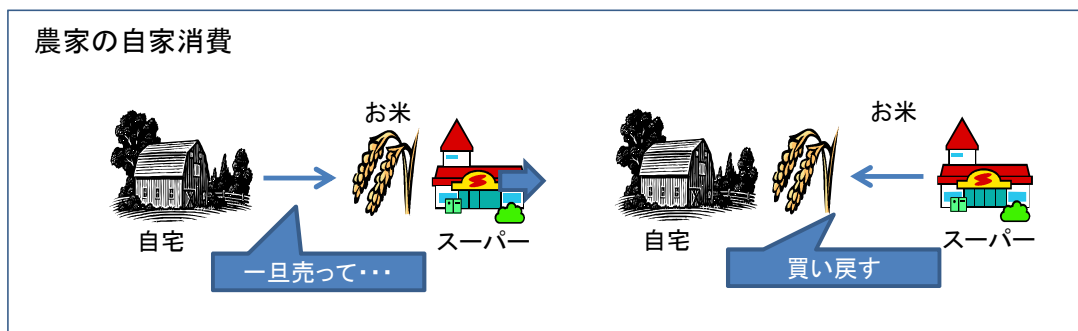 農家の自家消費
お米
自宅
スーパー
一旦売って・・・
お米
自宅
スーパー
買い戻す